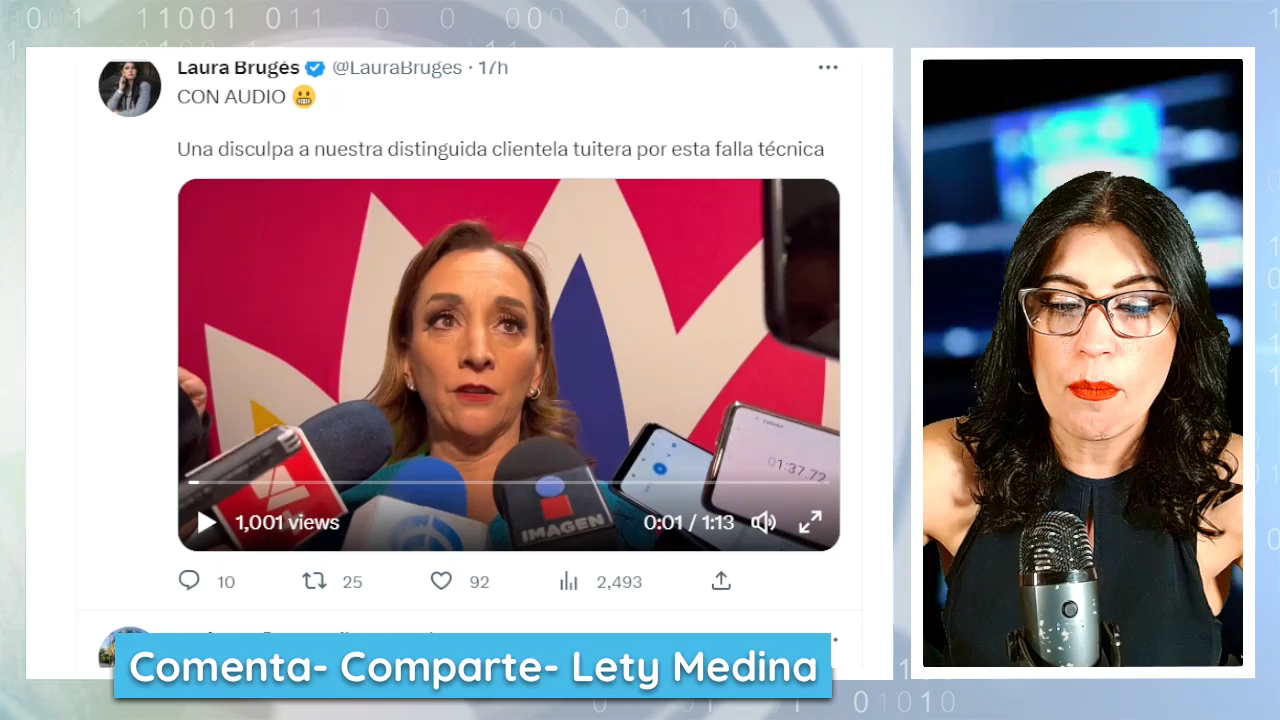 Laura Brugés @LauraBruges · 17h
CON AUDIO
Una disculpa a nuestra distinguida clientela tuitera por esta falla técnica
01:37.72
IMAGEN
1,001 views
0:01 / 1:13
10 25 92 2,493
Comenta- Comparte- Lety Medina